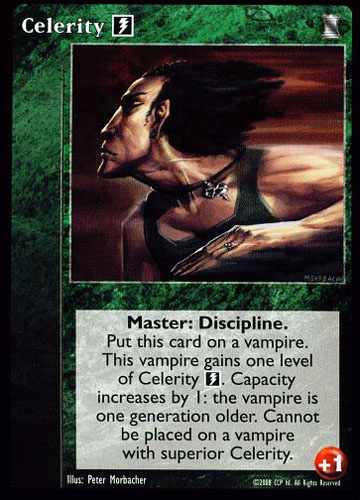 Celerity
MORBACHER
Master: Discipline.
Put this card on a vampire.
This vampire gains one level
of Celerity . Capacity
increases by 1: the vampire is
one generation older. Cannot
be placed on a vampire
with superior Celerity.
+1
Illus: Peter Morbacher
©2008 CCP hf. All Rights Reserved